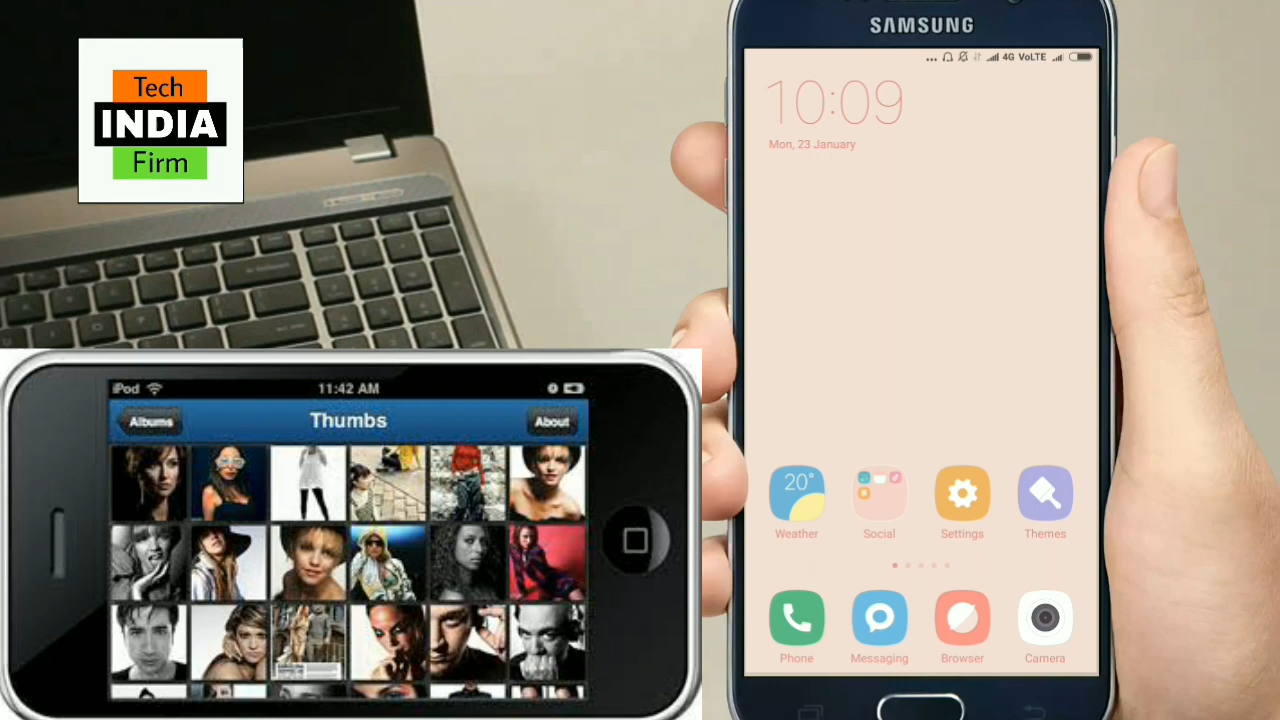 Tech
INDIA
Firm
SAMSUNG
4G VoLTE
10:09
Mon, 23 January
20°
Weather
Social
Settings
Themes
Phone
Messaging
Browser
Camera
iPod
11:42 AM
Albums
Thumbs
About